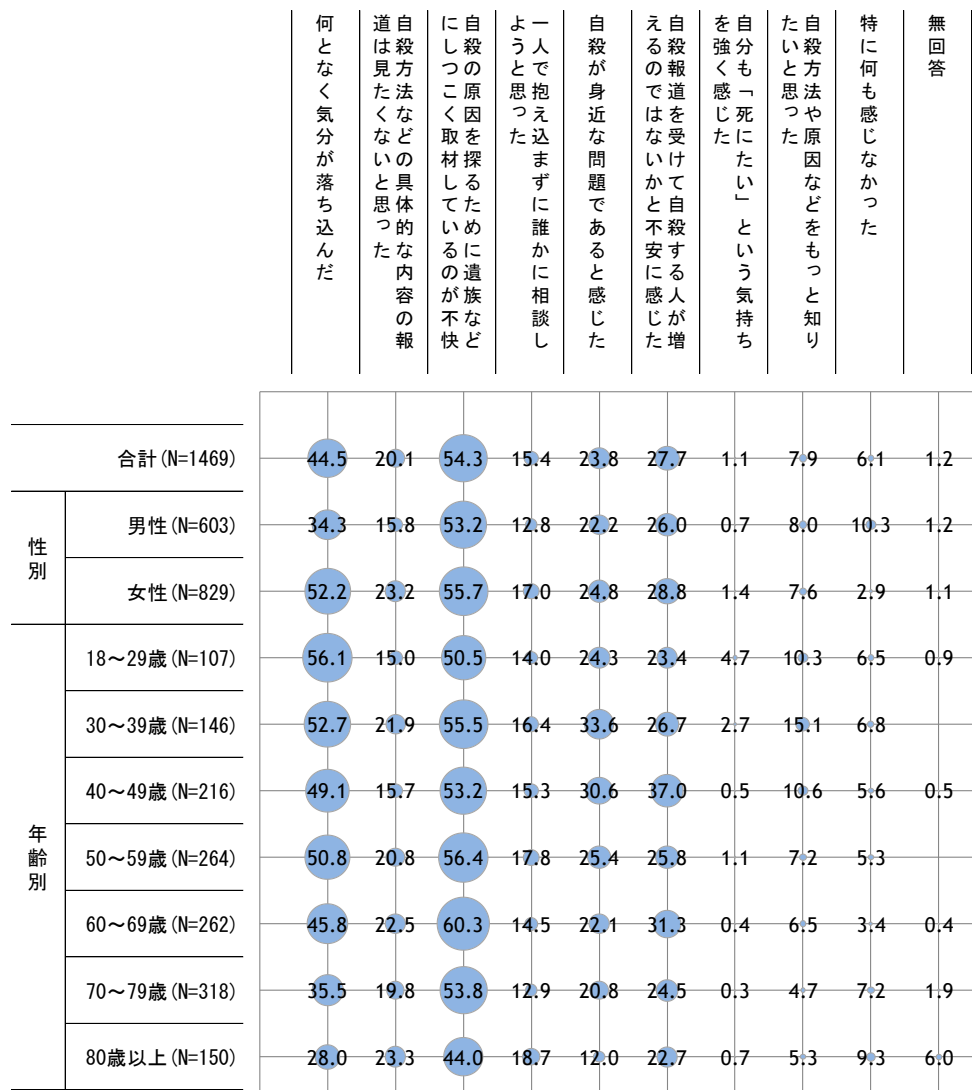 何となく気分が落ち込んだ
自殺方法などの具体的な内容の報
道は見たくないと思った
自殺の原因を探るために遺族など
にしつこく取材しているのが不快
一人で抱え込まずに誰かに相談し
ようと思った
自殺が身近な問題であると感じた
自殺報道を受けて自殺する人が増
えるのではないかと不安に感じた
自分も「死にたい」という気持ち
を強く感じた
自殺方法や原因などをもっと知り
たいと思った
特に何も感じなかった
無回答
合計(N=1469) 44.5 20.1 54.3 15.4 23.8 27.7 1.1 7.9 6.1 1.2
性別
男性(N=603) 34.3 15.8 53.2 12.8 22.2 26.0 0.7 8.0 10.3 1.2
女性(N=829) 52.2 23.2 55.7 17.0 24.8 28.8 1.4 7.6 2.9 1.1
年齢別
18～29歳(N=107) 56.1 15.0 50.5 14.0 24.3 23.4 4.7 10.3 6.5 0.9
30～39歳(N=146) 52.7 21.9 55.5 16.4 33.6 26.7 2.7 15.1 6.8
40～49歳(N=216) 49.1 15.7 53.2 15.3 30.6 37.0 0.5 10.6 5.6 0.5
50～59歳(N=264) 50.8 20.8 56.4 17.8 25.4 25.8 1.1 7.2 5.3
60～69歳(N=262) 45.8 22.5 60.3 14.5 22.1 31.3 0.4 6.5 3.4 0.4
70～79歳(N=318) 35.5 19.8 53.8 12.9 20.8 24.5 0.3 4.7 7.2 1.9
80歳以上(N=150) 28.0 23.3 44.0 18.7 12.0 22.7 0.7 5.3 9.3 6.0